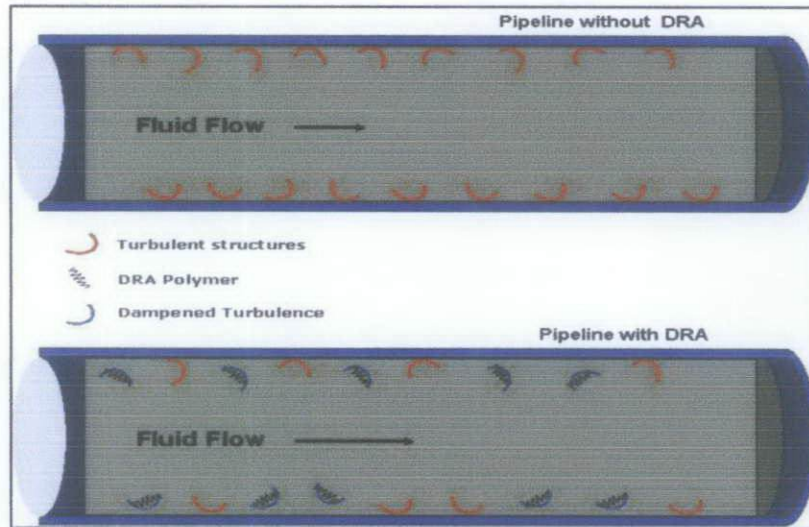 Pipeline without DRA
Fluid Flow
Turbulent structures
DRA Polymer
Dampened Turbulence
Pipeline with DRA
Fluid Flow